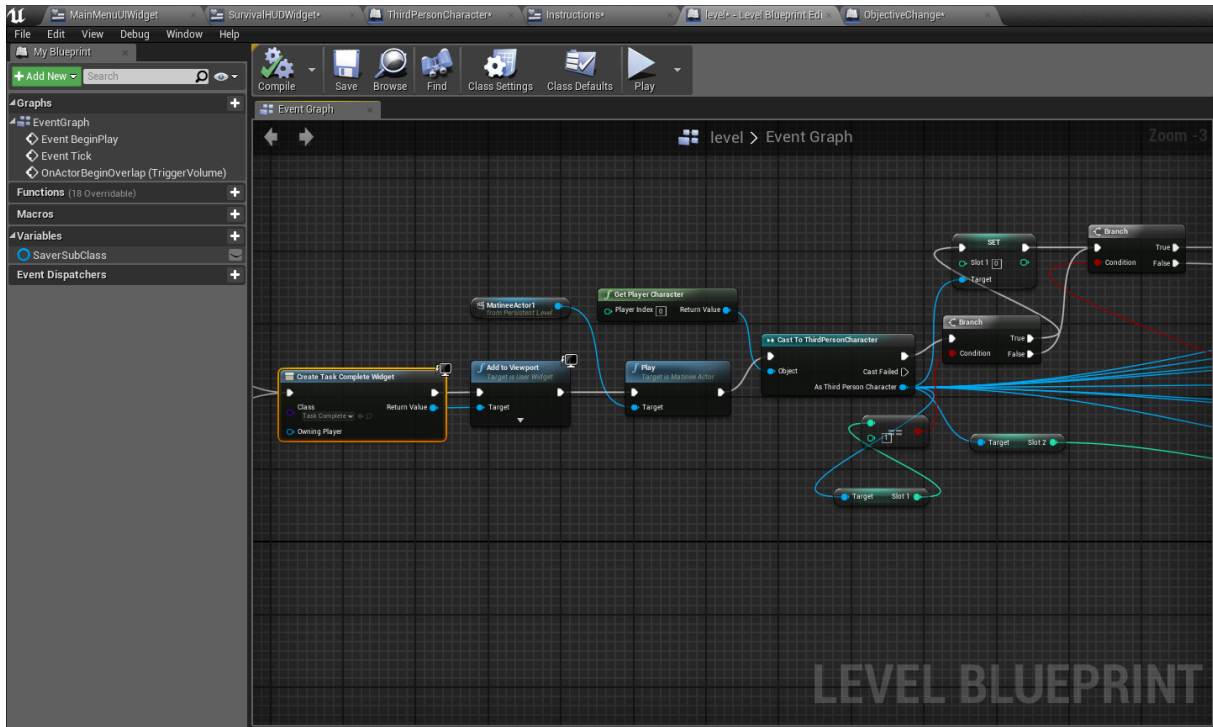 MainMenuUIWidget
SurvivalHUDWidget*
ThirdPersonCharacter*
Instructions*
level* - Level Blueprint Edi
ObjectiveChange*
File Edit View Debug Window Help
My Blueprint
+ Add New Search
Compile Save Browse Find Class Settings Class Defaults Play
Graphs
EventGraph
Event BeginPlay
Event Tick
OnActorBeginOverlap (TriggerVolume)
Functions (18 Overridable)
Macros
Variables
SaverSubClass
Event Dispatchers
Event Graph
level > Event Graph
Zoom -3
Create Task Complete Widget
Class
Task Complete
Return Value
Owning Player
MatineeActor1
from Persistent Level
Add to Viewport
Target is User Widget
Target
Get Player Character
Player Index 0 Return Value
Play
Target is Matinee Actor
Target
Cast To ThirdPersonCharacter
Object Cast Failed
As Third Person Character
==
1
Target Slot 1
SET
Slot 1 0
Target
Branch
True
Condition False
Branch
True
Condition False
Target Slot 2
LEVEL BLUEPRINT